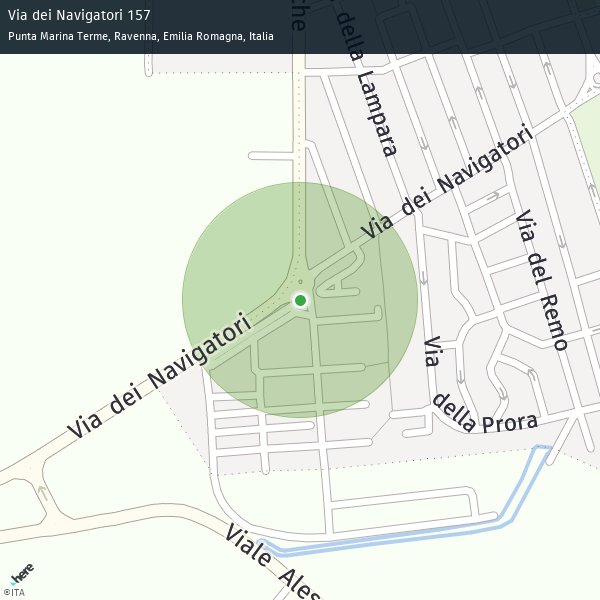 Via dei Navigatori 157
Punta Marina Terme, Ravenna, Emilia Romagna, Italia
che
della Lampara
Via dei Navigatori
Via del Remo
Via dei Navigatori
Via
della Prora
Viale Ales
here
©ITA